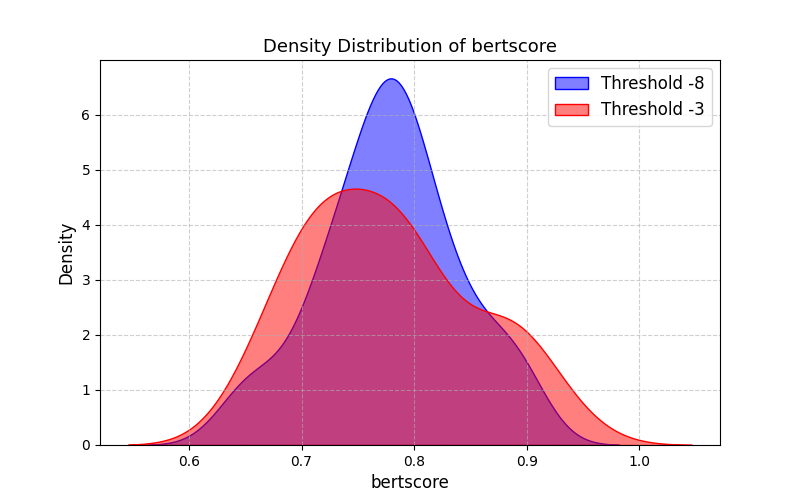 Density Distribution of bertscore
Threshold -8
Threshold -3
Density
6
5
4
3
2
1
0
0.6 0.7 0.8 0.9 1.0
bertscore